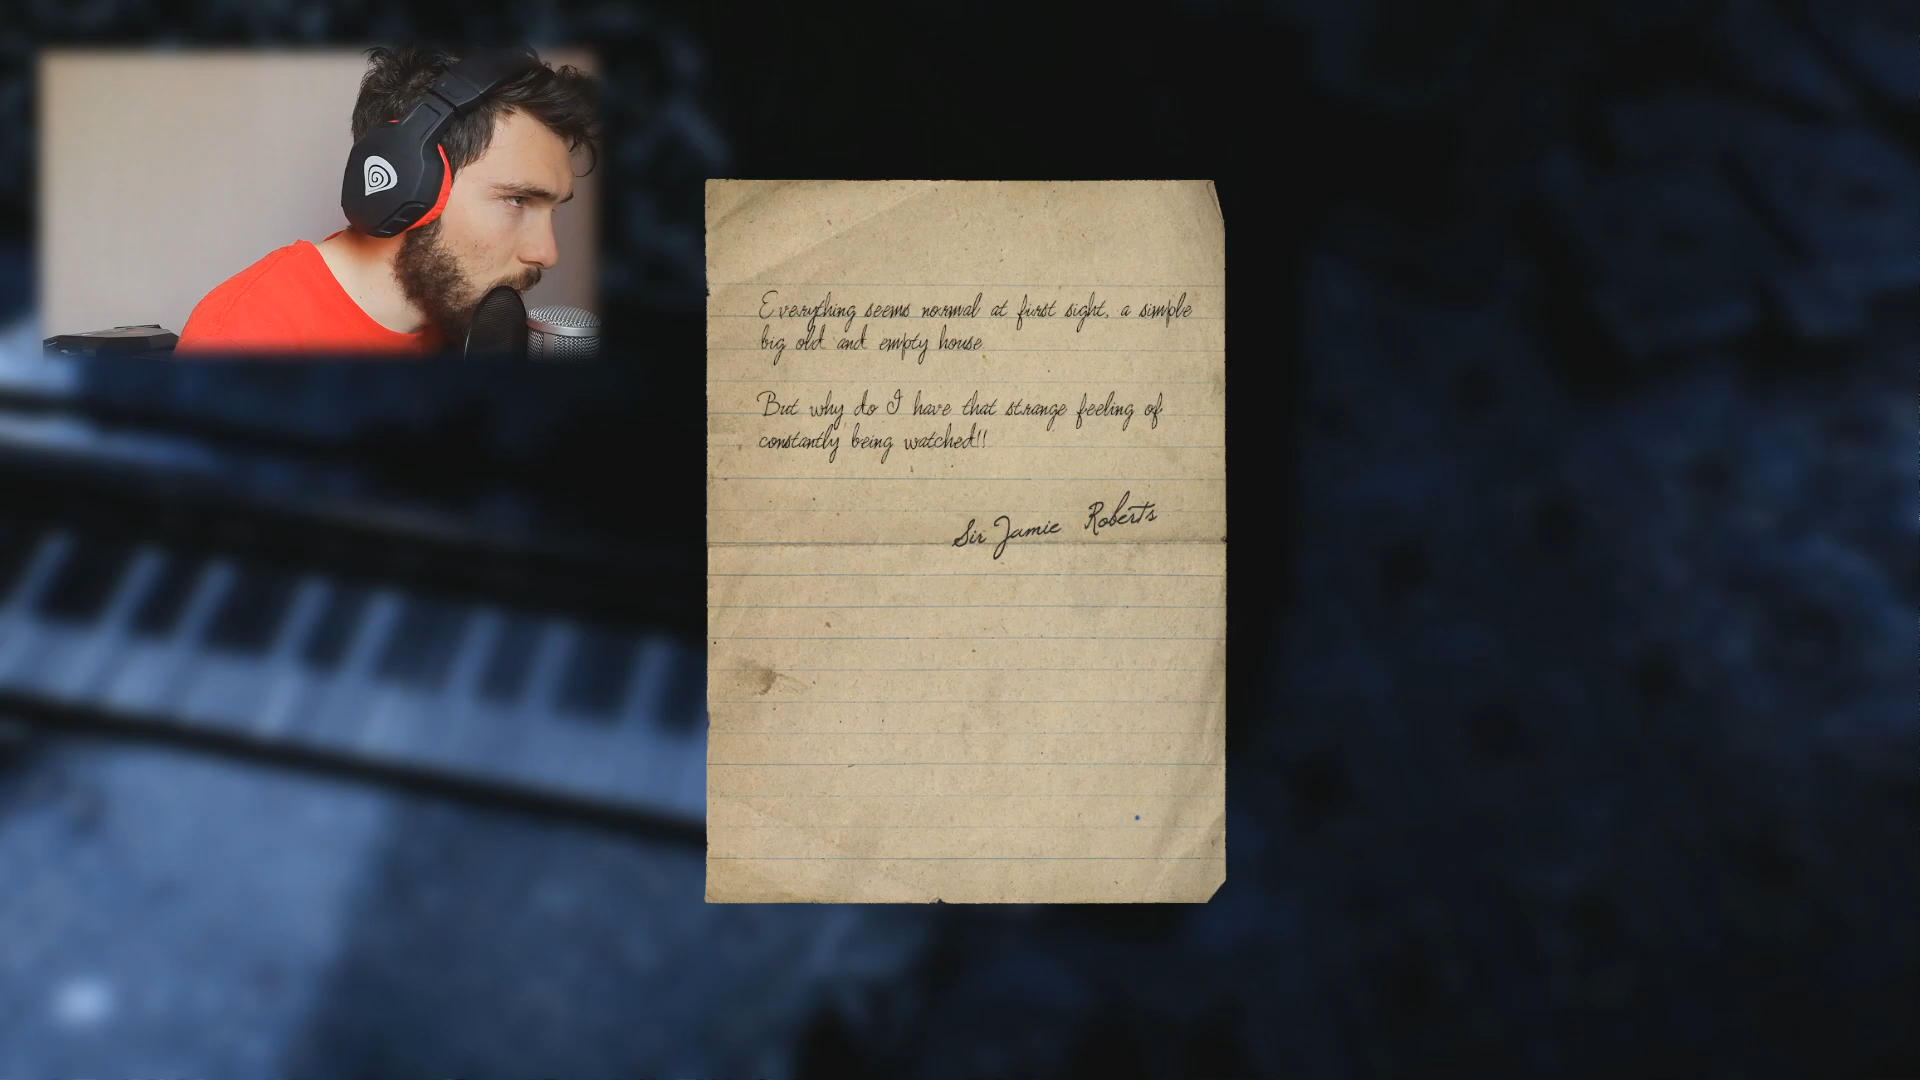 Everything seems normal at first sight, a simple
big old and empty house.
But why do I have that strange feeling of
constantly being watched!!
Sir Jamie Roberts